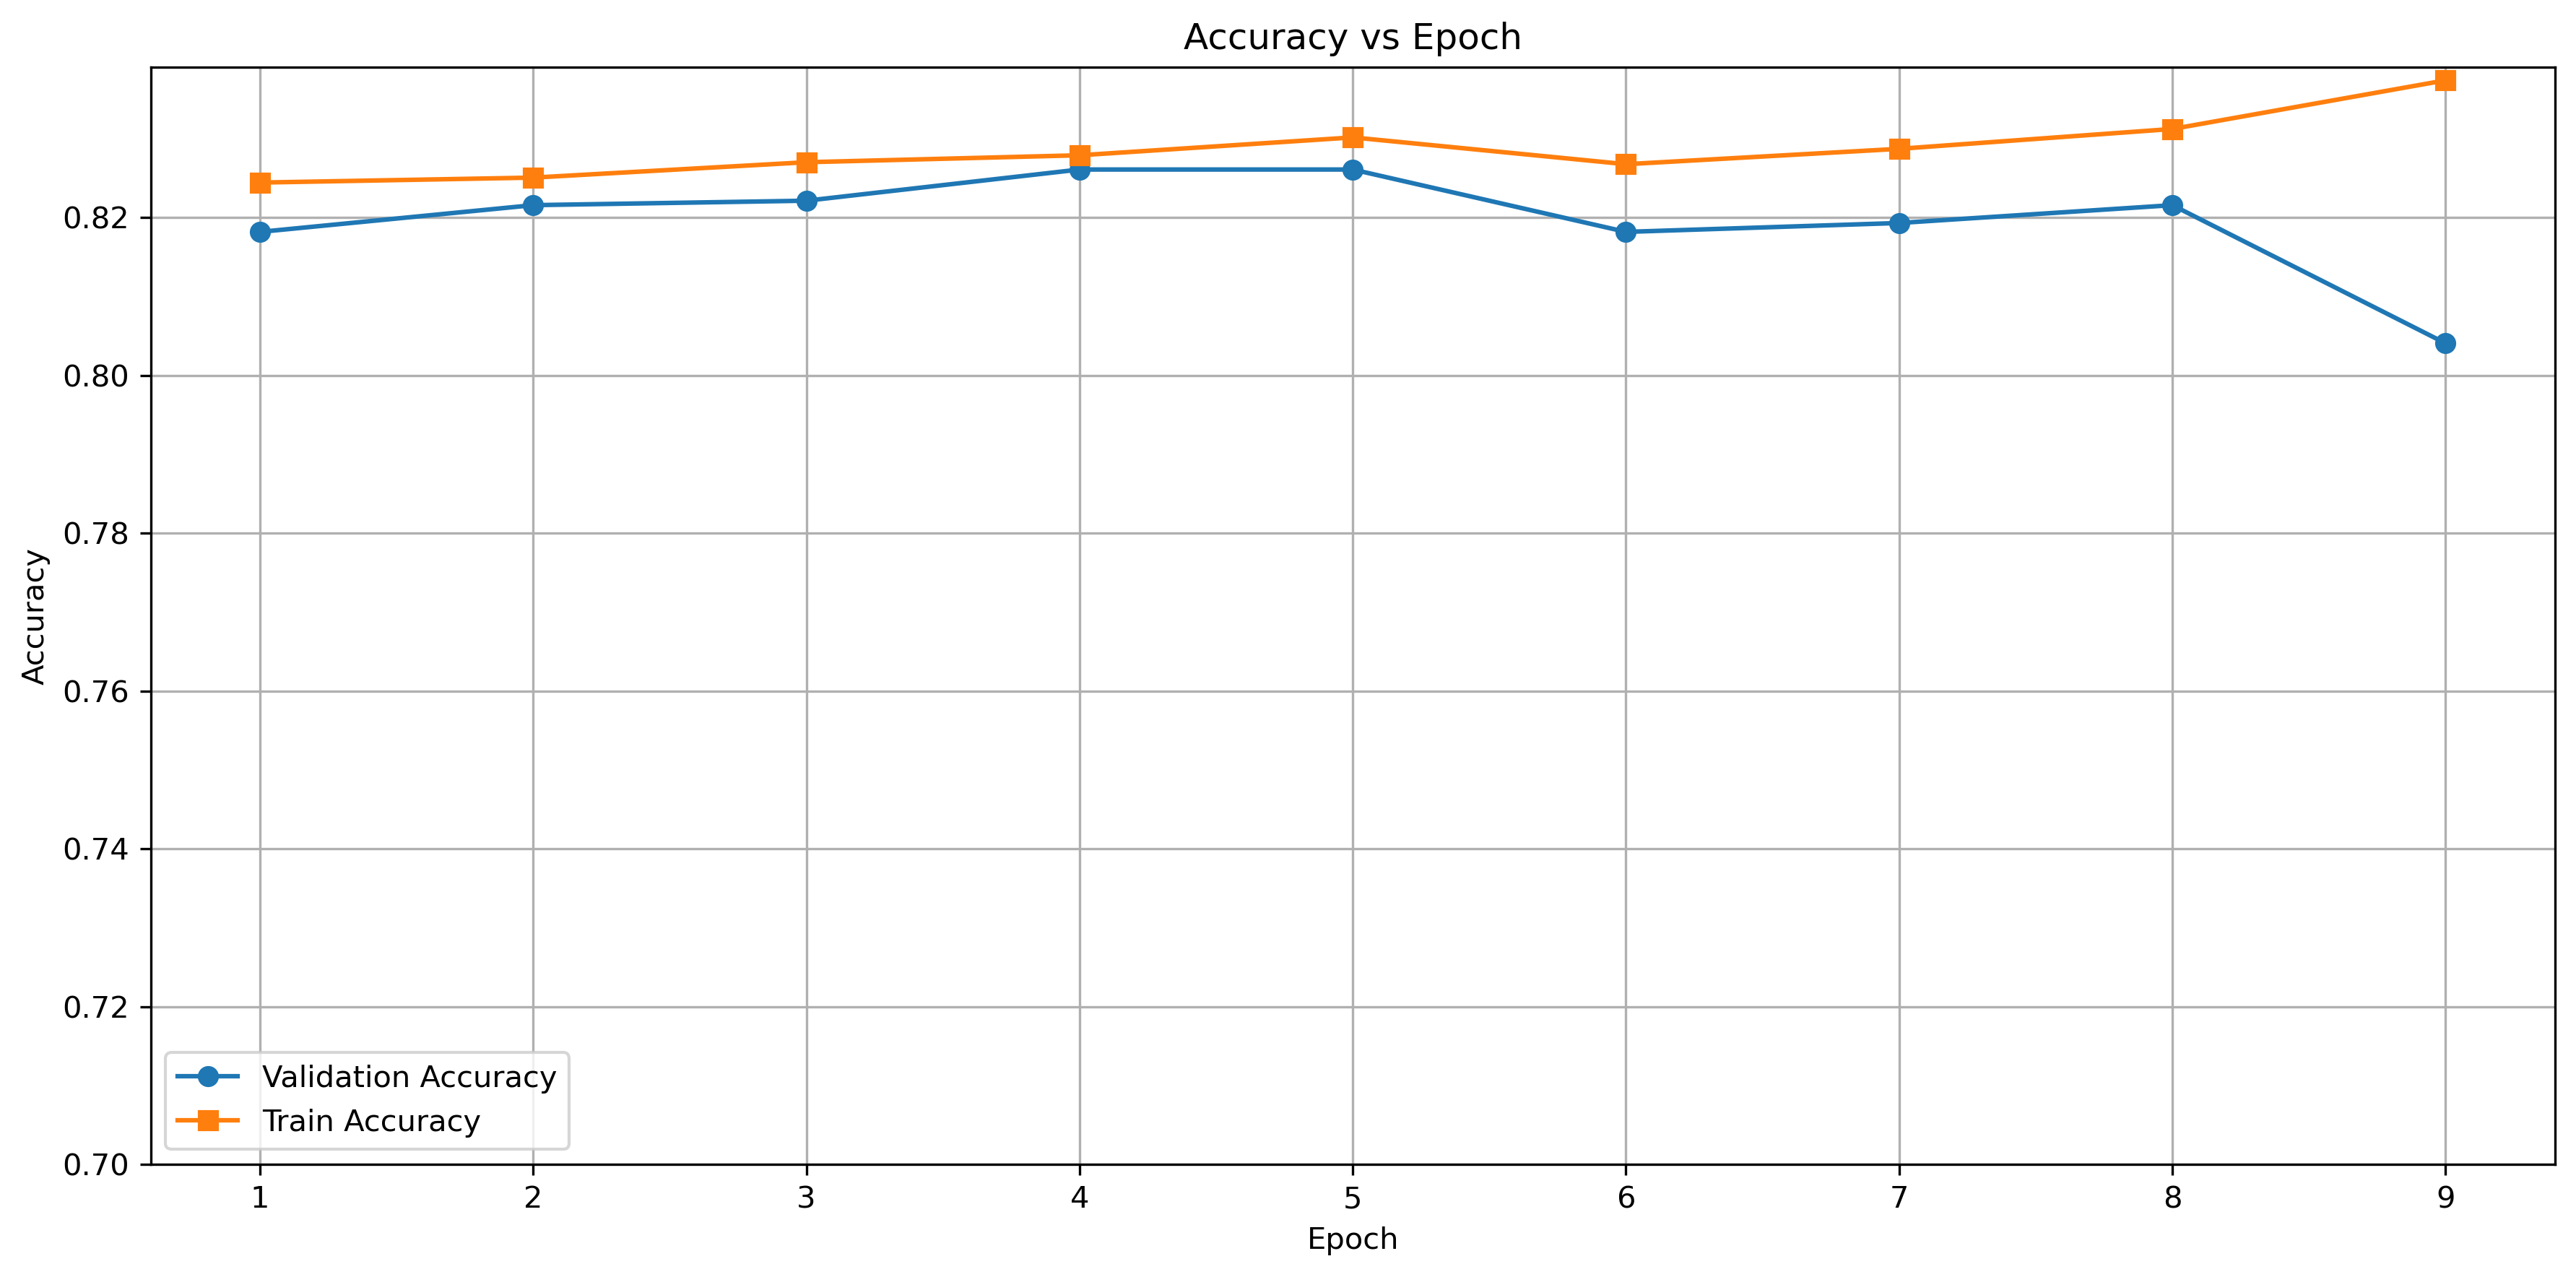 Accuracy vs Epoch
Accuracy
0.82
0.80
0.78
0.76
0.74
0.72
0.70
Validation Accuracy
Train Accuracy
1 2 3 4 5 6 7 8 9
Epoch